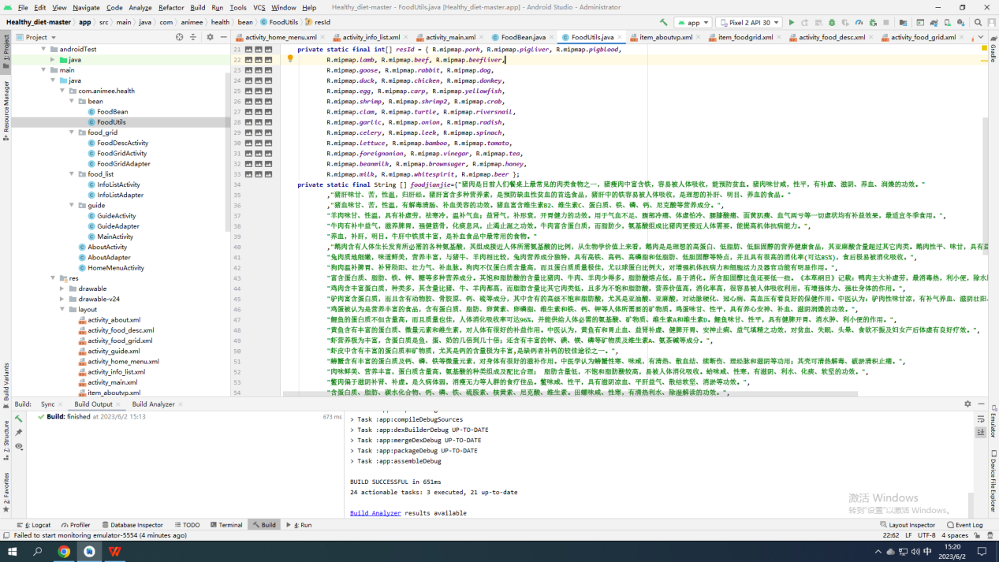 File Edit View Navigate Code Analyze Refactor Build Run Tools VCS Window Help Healthy_diet-master - FoodUtils.java [Healthy_diet-master.app] - Android Studio - Administrator
Healthy_diet-master app src main java com animee health bean FoodUtils resId app Pixel 2 API 30
Project activity_home_menu.xml activity_info_list.xml activity_main.xml FoodBean.java FoodUtils.java item_aboutvp.xml item_foodgrid.xml activity_food_desc.xml activity_food_grid.xml
androidTest
java
main
java
com.animee.health
bean
FoodBean
FoodUtils
food_grid
FoodDescActivity
FoodGridActivity
FoodGridAdapter
food_list
InfoListActivity
InfoListAdapter
guide
GuideActivity
GuideAdapter
MainActivity
AboutActivity
AboutAdapter
HomeMenuActivity
res
drawable
drawable-v24
layout
activity_about.xml
activity_food_desc.xml
activity_food_grid.xml
activity_guide.xml
activity_home_menu.xml
activity_info_list.xml
activity_main.xml
item_aboutvp.xml
21 private static final int[] resId = { R.mipmap.pork, R.mipmap.pigliver, R.mipmap.pigblood,
22 R.mipmap.lamb, R.mipmap.beef, R.mipmap.beefliver,
23 R.mipmap.goose, R.mipmap.rabbit, R.mipmap.dog,
24 R.mipmap.duck, R.mipmap.chicken, R.mipmap.donkey,
25 R.mipmap.egg, R.mipmap.carp, R.mipmap.yellowfish,
26 R.mipmap.shrimp, R.mipmap.shrimp2, R.mipmap.crab,
27 R.mipmap.clam, R.mipmap.turtle, R.mipmap.riversnail,
28 R.mipmap.garlic, R.mipmap.onion, R.mipmap.radish,
29 R.mipmap.celery, R.mipmap.leek, R.mipmap.spinach,
30 R.mipmap.lettuce, R.mipmap.bamboo, R.mipmap.tomato,
31 R.mipmap.foreignonion, R.mipmap.vinegar, R.mipmap.tea,
32 R.mipmap.beanmilk, R.mipmap.brownsuger, R.mipmap.honey,
33 R.mipmap.milk, R.mipmap.whitespirit, R.mipmap.beer };
34 private static final String [] foodjianjie={"猪肉是目前人们餐桌上最常见的肉类食物之一，猪瘦肉中富含铁，容易被人体吸收，能预防贫血。猪肉味甘咸，性平，有补虚、滋阴、养血、润燥的功效。"
35 ,"猪肝味甘、苦，性温，归肝经。猪肝富含多种营养素，是预防缺血性贫血的首选食品，猪肝中的铁容易被人体吸收，是理想的补肝、明目、养血的食品。"
36 ,"猪血味甘、苦，性温，有解毒清肠、补血美容的功效。猪血富含维生素B2、维生素C、蛋白质、铁、磷、钙、尼克酸等营养成分。",
37 "羊肉味甘、性温，具有补虚劳，祛寒冷，温补气血；益肾气，补形衰，开胃健力的功效。用于气血不足、腹部冷痛、体虚怕冷、腰膝酸痛、面黄肌瘦、血气两亏等一切虚状均有补益效果，最适宜冬季食用。",
38 "牛肉有补中益气，滋养脾胃，强健筋骨，化痰息风，止渴止涎之功效。牛肉富含蛋白质，而脂肪少，氨基酸组成比猪肉更接近人体需要，能提高机体抗病能力。",
39 "养血，补肝，明目。牛肝中铁质丰富，是补血食品中最常用的食物。"
40 ,"鹅肉含有人体生长发育所必需的各种氨基酸，其组成接近人体所需氨基酸的比例，从生物学价值上来看，鹅肉是是理想的高蛋白、低脂肪、低胆固醇的营养健康食品，其亚麻酸含量超过其它肉类。鹅肉性平、味甘，具有益
41 "兔肉质地细嫩，味道鲜美，营养丰富，与猪牛、羊肉相比较，兔肉营养成分独特，具有高铁、高钙、高磷脂和低脂肪、低胆固醇等特点，并且具有很高的消化率(可达85%)，食后极易被消化吸收。",
42 "狗肉温补脾胃、补肾助阳、壮力气、补血脉。狗肉不仅蛋白质含量高，而且蛋白质质量极佳，尤以球蛋白比例大，对增强机体抗病力和细胞活力及器官功能有明显作用。",
43 "富含蛋白质、脂肪、铁、钾、糖等多种营养成分。其饱和脂肪酸的含量比猪肉、牛肉、羊肉少得多，脂肪酸熔点低，易于消化。所含胆固醇比色还要低一些。《本草纲目》记载：鸭肉主大补虚劳，最消毒热，利小便，除水肿
44 "鸡肉含丰富蛋白质，种类多，其含量比猪、牛、羊肉都高，而脂肪含量比其它肉类低，且多为不饱和脂肪酸，营养价值高，消化率高，很容易被人体吸收利用，有增强体力、强壮身体的作用。",
45 "驴肉富含蛋白质，而且含有动物胶、骨胶原、钙、硫等成分，其中含有的高级不饱和脂肪酸，尤其是亚油酸、亚麻酸，对动脉硬化、冠心病、高血压有着良好的保健作用。中医认为：驴肉性味甘凉，有补气养血、滋阴壮阳、
46 "鸡蛋被认为是营养丰富的食品，含有蛋白质、脂肪、卵黄素、卵磷脂、维生素和铁、钙、钾等人体所需要的矿物质。鸡蛋味甘、性平，具有养心安神、补血、滋阴润燥的功效。",
47 "鲤鱼的蛋白质不但含量高，而且质量也佳，人体消化吸收率可达96%，并能供给人体必需的氨基酸、矿物质、维生素A和维生素D。鲤鱼味甘、性平，具有健脾开胃、消水肿、利小便的作用。",
48 "黄鱼含有丰富的蛋白质、微量元素和维生素，对人体有很好的补益作用。中医认为，黄鱼有和胃止血、益肾补虚、健脾开胃、安神止痢、益气填精之功效，对贫血、失眠、头晕、食欲不振及妇女产后体虚有良好疗效。",
49 "虾营养极为丰富，含蛋白质是鱼、蛋、奶的几倍到几十倍；还含有丰富的钾、碘、镁、磷等矿物质及维生素A、氨茶碱等成分。",
50 "虾皮中含有丰富的蛋白质和矿物质，尤其是钙的含量极为丰富,是缺钙者补钙的较佳途径之一。",
51 "螃蟹含有丰富的蛋白质及钙、磷、铁等微量元素，对身体有很好的滋补作用。中医学认为螃蟹性寒、味咸，有清热、散血结、续断伤、理经脉和滋阴等功用；其壳可清热解毒、破淤清积止痛。",
52 "肉味鲜美、营养丰富，蛋白质含量高，氨基酸的种类组成及配比合理； 脂肪含量低，不饱和脂肪酸较高，易被人体消化吸收。蛤味咸、性寒，有滋阴、利水、化痰、软坚的功效。",
53 "鳖肉偏于滋阴补肾、补虚。是久病体弱，消瘦无力等人群的食疗佳品。鳖味咸、性平，具有滋阴凉血、平肝益气、散结软坚、消淤等功效。",
54 "含蛋白质、脂肪、碳水化合物、钙、磷、铁、硫胺素、核黄素、尼克酸、维生素。田螺味咸、性寒，有清热利水、除湿解读的功效。",
Build: Sync Build Output Build Analyzer
Build: finished at 2023/6/2 15:13 673 ms
> Task :app:compileDebugSources
> Task :app:dexBuilderDebug UP-TO-DATE
> Task :app:mergeDexDebug UP-TO-DATE
> Task :app:packageDebug UP-TO-DATE
> Task :app:assembleDebug
BUILD SUCCESSFUL in 651ms
24 actionable tasks: 3 executed, 21 up-to-date
Build Analyzer results available
激活 Windows
转到"设置"以激活 Windows。
1: Project
Resource Manager
Build Variants
7: Structure
2: Favorites
Gradle
Emulator
Device File Explorer
6: Logcat Profiler Database Inspector TODO Terminal Build 4: Run Layout Inspector Event Log
Failed to start monitoring emulator-5554 (4 minutes ago) 22:62 LF UTF-8 4 spaces
中 15:20
2023/6/2